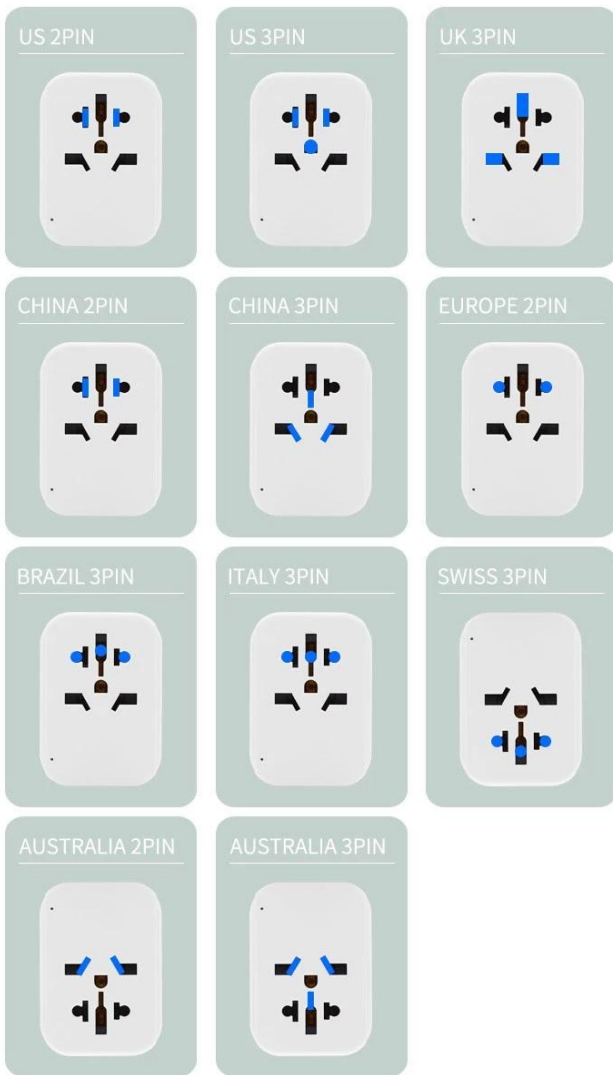 US 2PIN
US 3PIN
UK 3PIN
CHINA 2PIN
CHINA 3PIN
EUROPE 2PIN
BRAZIL 3PIN
ITALY 3PIN
SWISS 3PIN
AUSTRALIA 2PIN
AUSTRALIA 3PIN